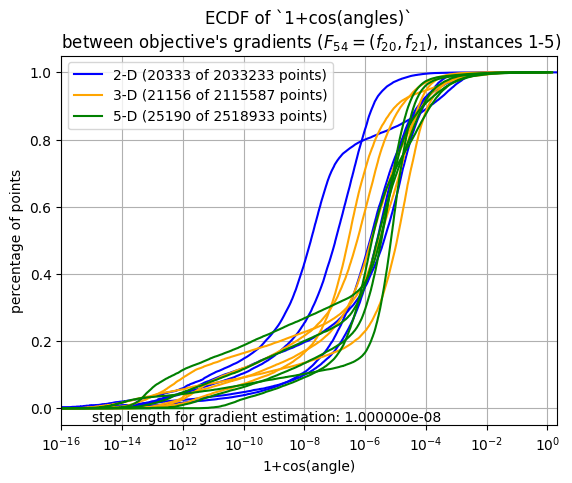 ECDF of `1+cos(angles)`
between objective's gradients (F₅₄ = (f₂₀, f₂₁), instances 1-5)
1.0
0.8
0.6
0.4
0.2
0.0
percentage of points
2-D (20333 of 2033233 points)
3-D (21156 of 2115587 points)
5-D (25190 of 2518933 points)
step length for gradient estimation: 1.000000e-08
10⁻¹⁶ 10⁻¹⁴ 10⁻¹² 10⁻¹⁰ 10⁻⁸ 10⁻⁶ 10⁻⁴ 10⁻² 10⁰
1+cos(angle)